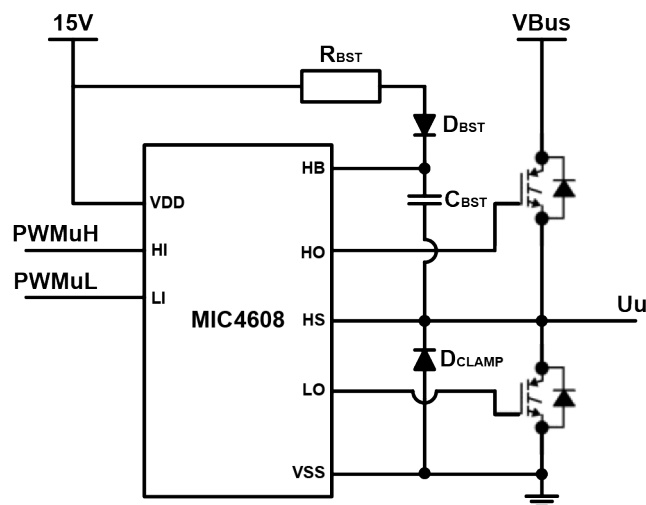 15V
VBus
RBST
DBST
HB
CBST
VDD
PWMuH
HI
HO
PWMuL
LI
Uu
MIC4608
HS
DCLAMP
LO
VSS